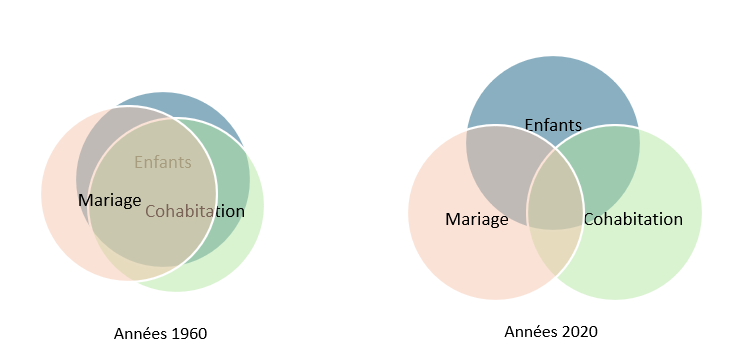 Enfants
Mariage
Cohabitation
Années 1960
Enfants
Mariage
Cohabitation
Années 2020